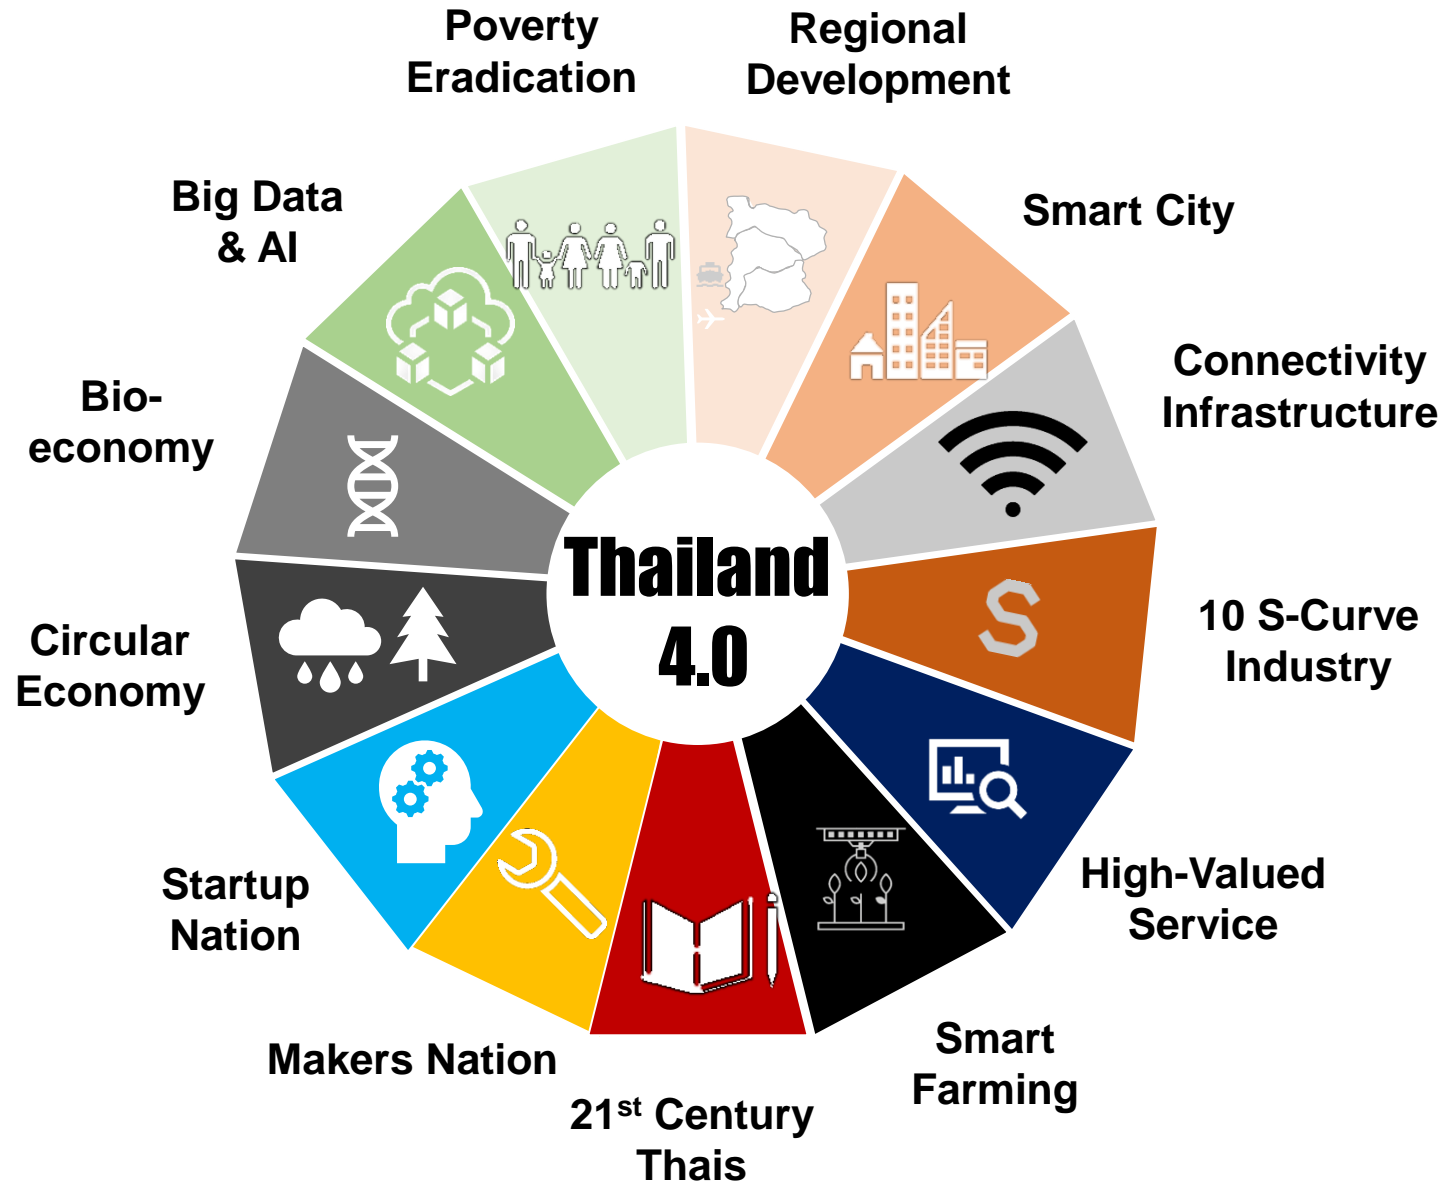 Poverty
Eradication
Regional
Development
Big Data
& AI
Smart City
Connectivity
Infrastructure
Bio-
economy
Thailand
4.0
10 S-Curve
Industry
S
Circular
Economy
High-Valued
Service
Startup
Nation
Smart
Farming
Makers Nation
21st Century
Thais